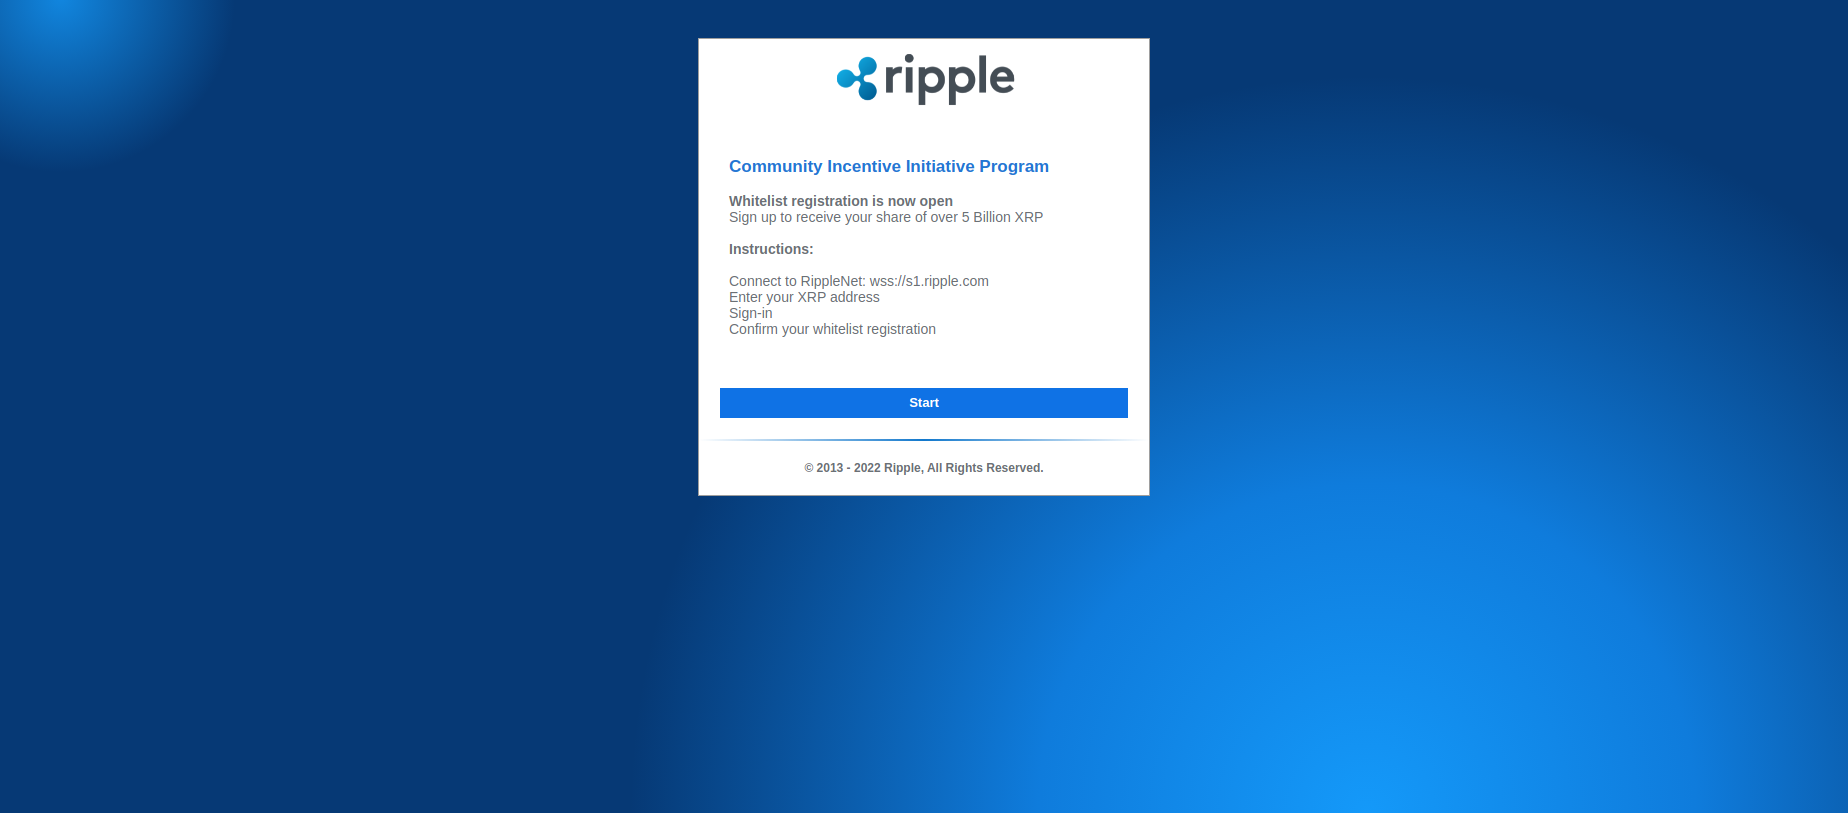 ripple
Community Incentive Initiative Program
Whitelist registration is now open
Sign up to receive your share of over 5 Billion XRP
Instructions:
Connect to RippleNet: wss://s1.ripple.com
Enter your XRP address
Sign-in
Confirm your whitelist registration
Start
© 2013 - 2022 Ripple, All Rights Reserved.